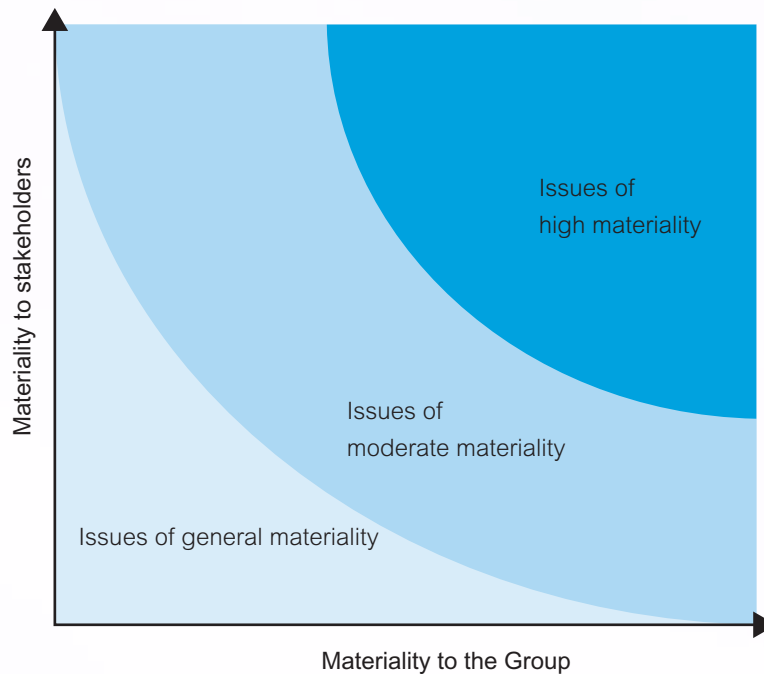 Materiality to stakeholders
Issues of
high materiality
Issues of
moderate materiality
Issues of general materiality
Materiality to the Group